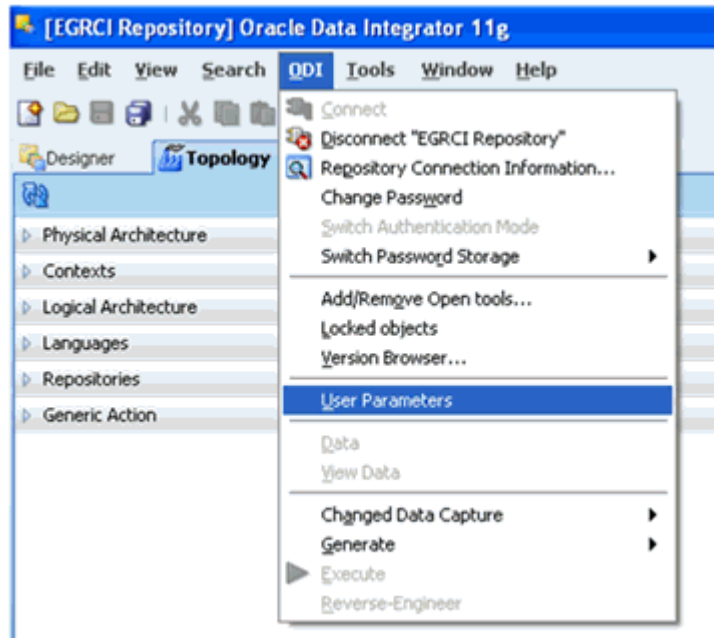 [EGRCI Repository] Oracle Data Integrator 11g
File Edit View Search ODI Tools Window Help
Designer Topology
Physical Architecture
Contexts
Logical Architecture
Languages
Repositories
Generic Action
Connect
Disconnect "EGRCI Repository"
Repository Connection Information...
Change Password
Switch Authentication Mode
Switch Password Storage
Add/Remove Open tools...
Locked objects
Version Browser...
User Parameters
Data
View Data
Changed Data Capture
Generate
Execute
Reverse-Engineer